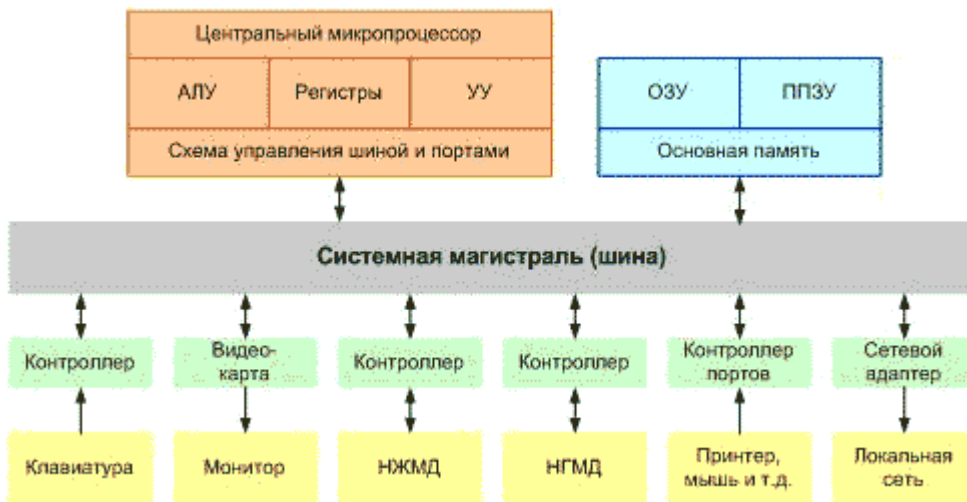 Центральный микропроцессор
АЛУ
Регистры
УУ
Схема управления шиной и портами
ОЗУ
ППЗУ
Основная память
Системная магистраль (шина)
Контроллер
Видео-
карта
Контроллер
Контроллер
Контроллер
портов
Сетевой
адаптер
Клавиатура
Монитор
НЖМД
НГМД
Принтер,
мышь и т.д.
Локальная
сеть